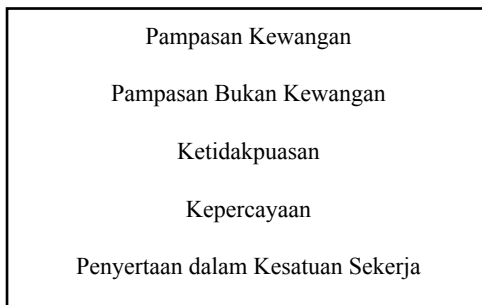 Pampasan Kewangan
Pampasan Bukan Kewangan
Ketidakpuasan
Kepercayaan
Penyertaan dalam Kesatuan Sekerja